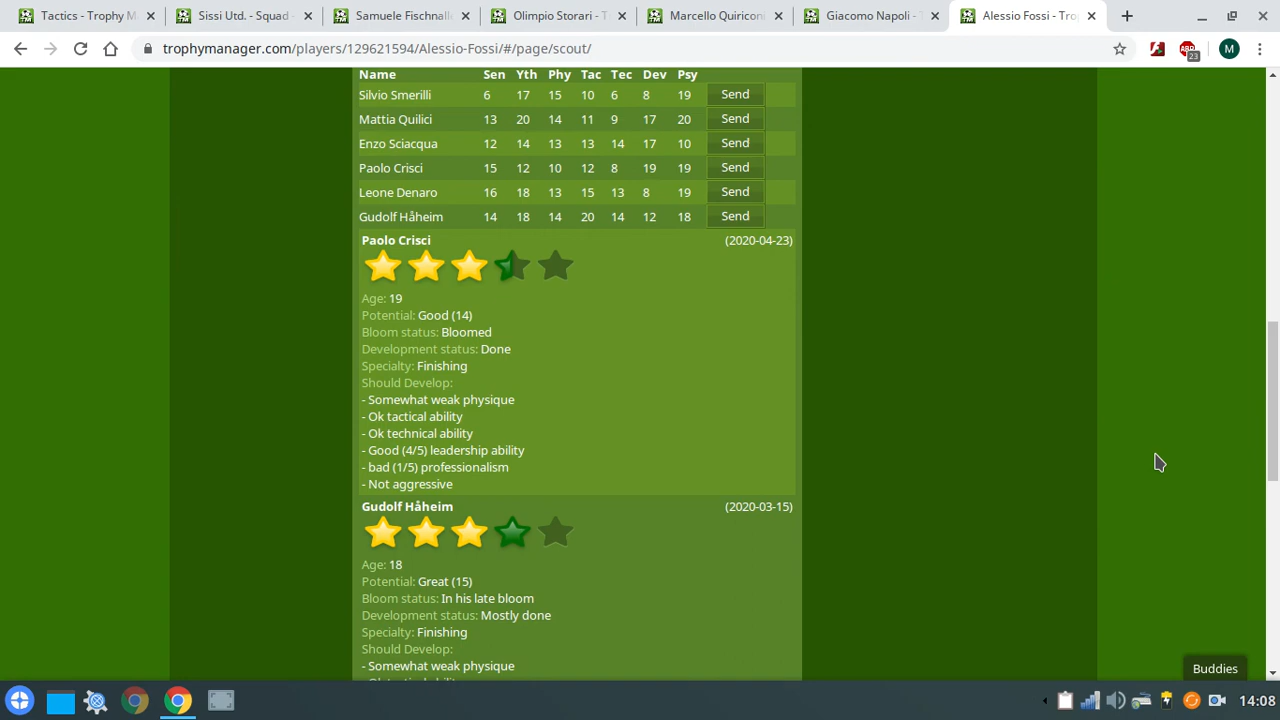 Tactics - Trophy M
Sissi Utd. - Squad
Samuele Fischnall
Olimpio Storari - T
Marcello Quiriconi
Giacomo Napoli - T
Alessio Fossi - Tro
trophymanager.com/players/129621594/Alessio-Fossi/#/page/scout/
ABP
23
M
Name Sen Yth Phy Tac Tec Dev Psy
Silvio Smerilli 6 17 15 10 6 8 19 Send
Mattia Quilici 13 20 14 11 9 17 20 Send
Enzo Sciacqua 12 14 13 13 14 17 10 Send
Paolo Crisci 15 12 10 12 8 19 19 Send
Leone Denaro 16 18 13 15 13 8 19 Send
Gudolf Håheim 14 18 14 20 14 12 18 Send
Paolo Crisci (2020-04-23)
Age: 19
Potential: Good (14)
Bloom status: Bloomed
Development status: Done
Specialty: Finishing
Should Develop:
- Somewhat weak physique
- Ok tactical ability
- Ok technical ability
- Good (4/5) leadership ability
- bad (1/5) professionalism
- Not aggressive
Gudolf Håheim (2020-03-15)
Age: 18
Potential: Great (15)
Bloom status: In his late bloom
Development status: Mostly done
Specialty: Finishing
Should Develop:
- Somewhat weak physique
Buddies
14:08